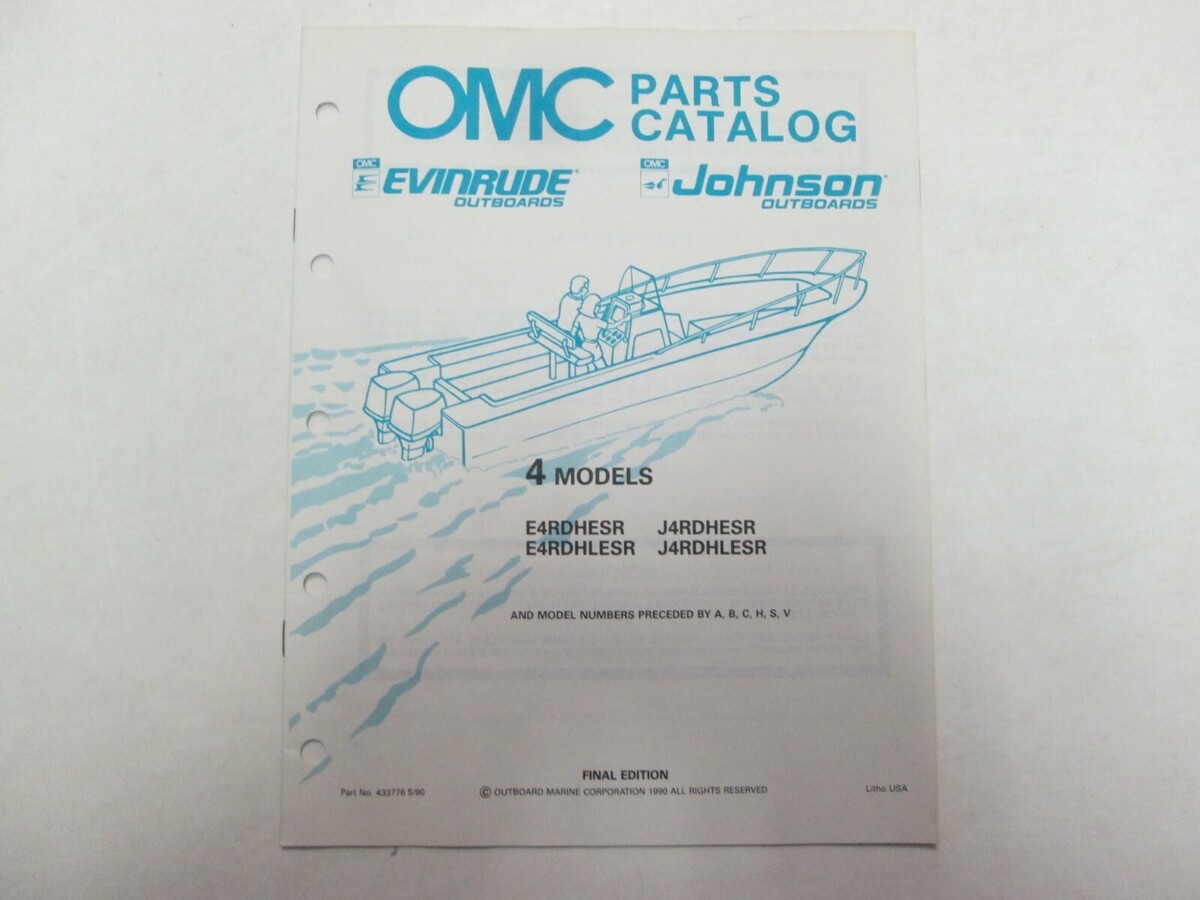 OMC PARTS
CATALOG
OMC
EVINRUDE®
OUTBOARDS
OMC
Johnson®
OUTBOARDS
4 MODELS
E4RDHESR J4RDHESR
E4RDHLESR J4RDHLESR
AND MODEL NUMBERS PRECEDED BY A, B, C, H, S, V
FINAL EDITION
Part No. 433776 5/90 © OUTBOARD MARINE CORPORATION 1990 ALL RIGHTS RESERVED Litho USA